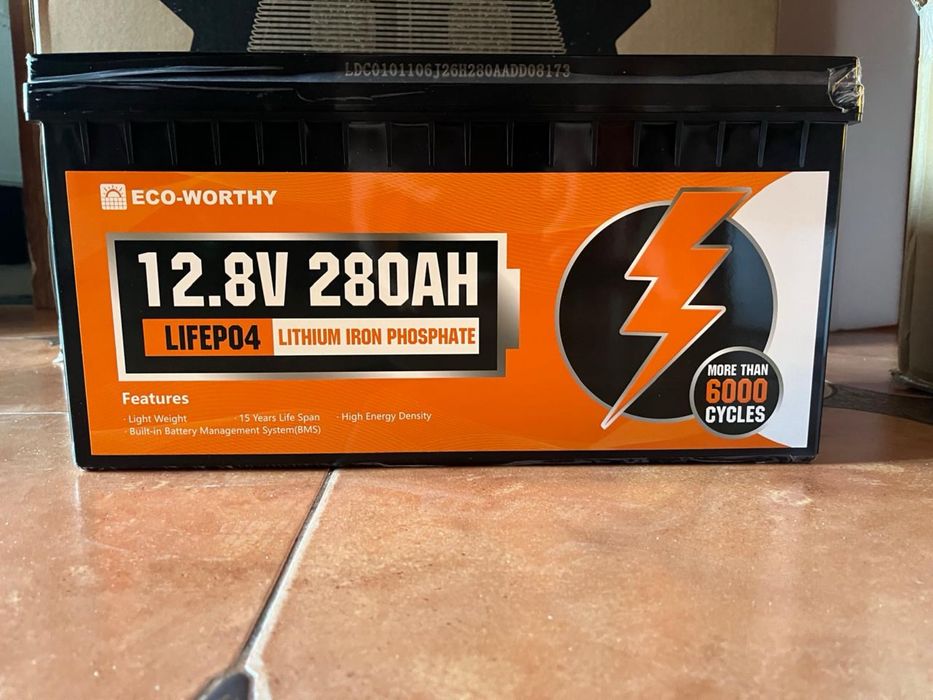 LDC0101106J26H280AADD08173
ECO-WORTHY
12.8V 280AH
LIFEPO4 LITHIUM IRON PHOSPHATE
MORE THAN
6000
CYCLES
Features
· Light Weight · 15 Years Life Span · High Energy Density
· Built-in Battery Management System(BMS)